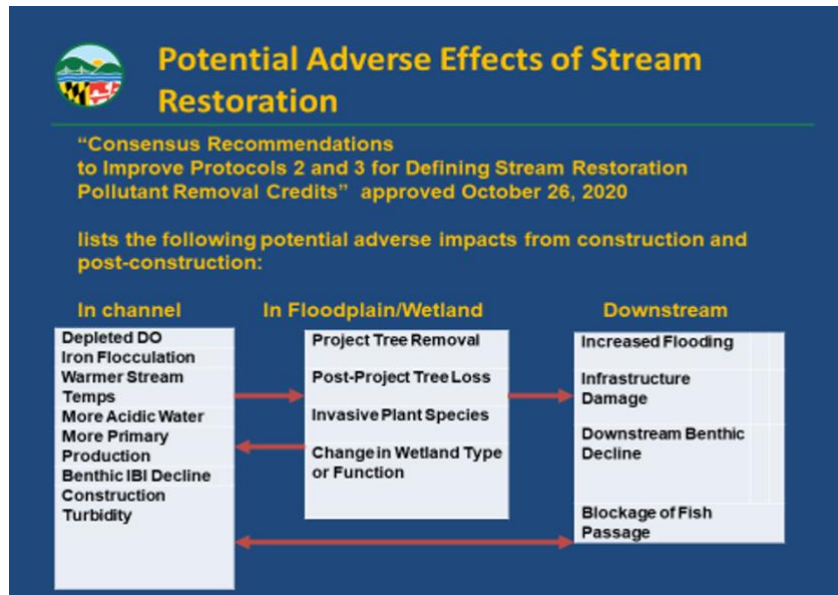 Potential Adverse Effects of Stream
Restoration
“Consensus Recommendations
to Improve Protocols 2 and 3 for Defining Stream Restoration
Pollutant Removal Credits” approved October 26, 2020
lists the following potential adverse impacts from construction and
post-construction:
In channel
Depleted DO
Iron Flocculation
Warmer Stream
Temps
More Acidic Water
More Primary
Production
Benthic IBI Decline
Construction
Turbidity
In Floodplain/Wetland
Project Tree Removal
Post-Project Tree Loss
Invasive Plant Species
Change in Wetland Type
or Function
Downstream
Increased Flooding
Infrastructure
Damage
Downstream Benthic
Decline
Blockage of Fish
Passage